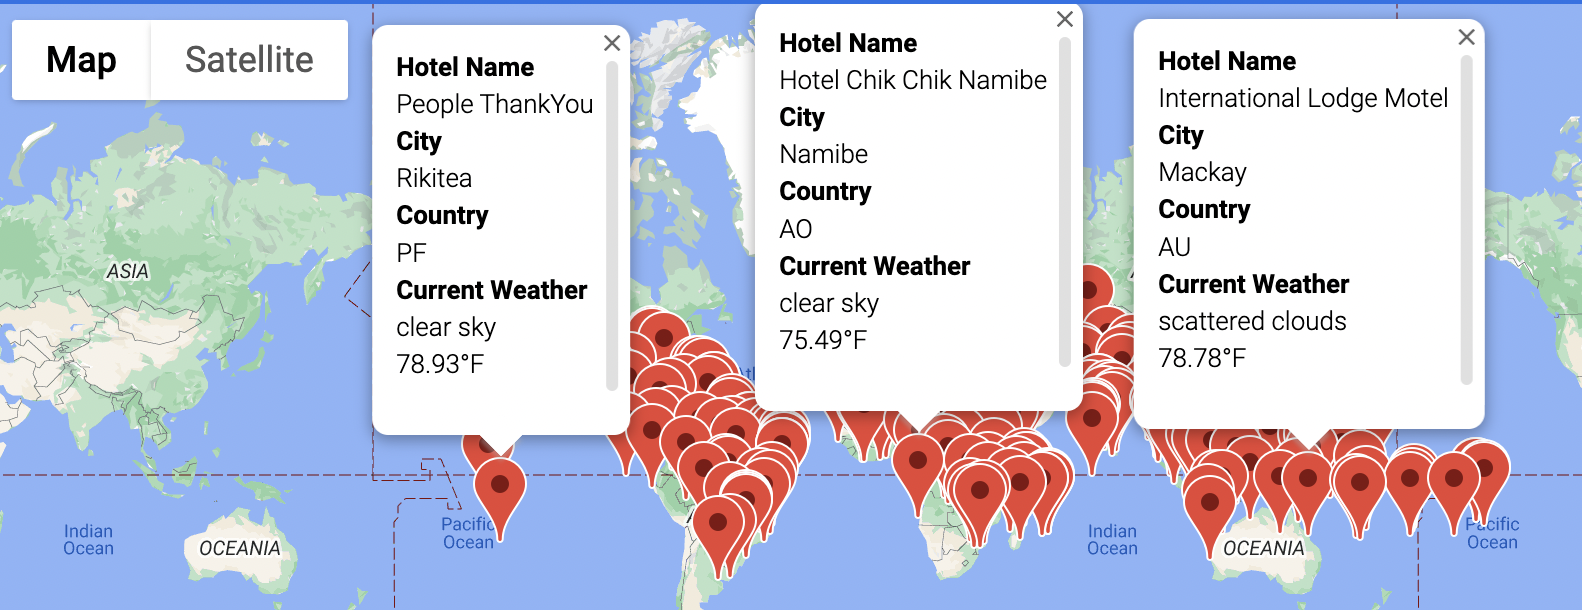 Map
Satellite
Hotel Name
People ThankYou
City
Rikitea
Country
PF
Current Weather
clear sky
78.93°F
Hotel Name
Hotel Chik Chik Namibe
City
Namibe
Country
AO
Current Weather
clear sky
75.49°F
Hotel Name
International Lodge Motel
City
Mackay
Country
AU
Current Weather
scattered clouds
78.78°F
ASIA
Indian
Ocean
OCEANIA
Pacific
Ocean
Indian
Ocean
OCEANIA
Pacific
Ocean